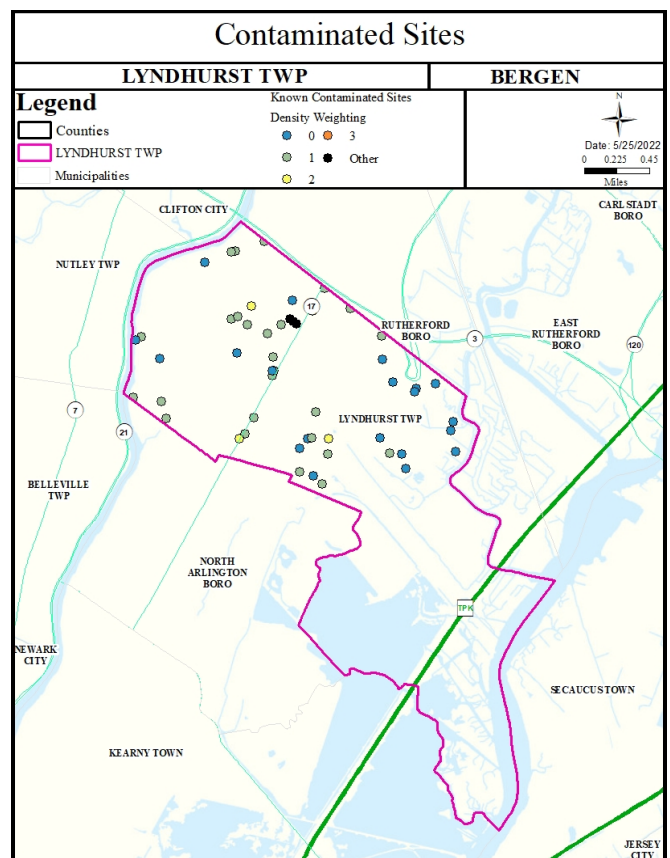 Contaminated Sites
LYNDHURST TWP
BERGEN
Legend
Counties
LYNDHURST TWP
Municipalities
Known Contaminated Sites
Density Weighting
0 3
1 Other
2
N
Date: 5/25/2022
0 0.225 0.45
Miles
CLIFTON CITY
CARLSTADT
BORO
NUTLEY TWP
17
RUTHERFORD
BORO
3
EAST
RUTHERFORD
BORO
120
7
21
LYNDHURST TWP
BELLEVILLE
TWP
NORTH
ARLINGTON
BORO
TPK
NEWARK
CITY
SECAUCUS TOWN
KEARNY TOWN
JERSEY
CITY